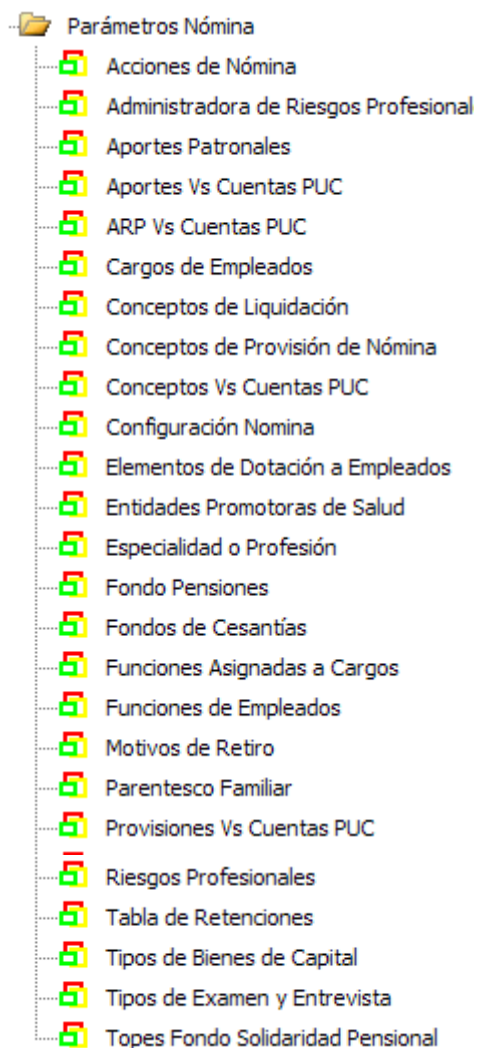 Parámetros Nómina
Acciones de Nómina
Administradora de Riesgos Profesional
Aportes Patronales
Aportes Vs Cuentas PUC
ARP Vs Cuentas PUC
Cargos de Empleados
Conceptos de Liquidación
Conceptos de Provisión de Nómina
Conceptos Vs Cuentas PUC
Configuración Nomina
Elementos de Dotación a Empleados
Entidades Promotoras de Salud
Especialidad o Profesión
Fondo Pensiones
Fondos de Cesantías
Funciones Asignadas a Cargos
Funciones de Empleados
Motivos de Retiro
Parentesco Familiar
Provisiones Vs Cuentas PUC
Riesgos Profesionales
Tabla de Retenciones
Tipos de Bienes de Capital
Tipos de Examen y Entrevista
Topes Fondo Solidaridad Pensional